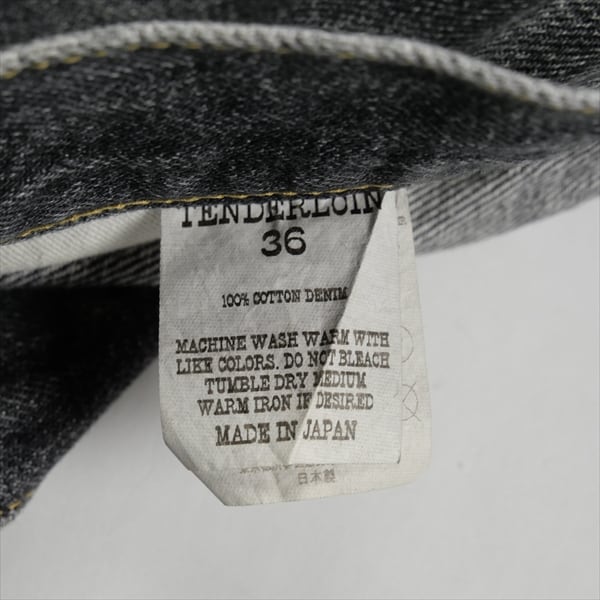 TENDERLOIN
36
100% COTTON DENIM
MACHINE WASH WARM WITH
LIKE COLORS. DO NOT BLEACH
TUMBLE DRY MEDIUM
WARM IRON IF DESIRED
MADE IN JAPAN
日本製